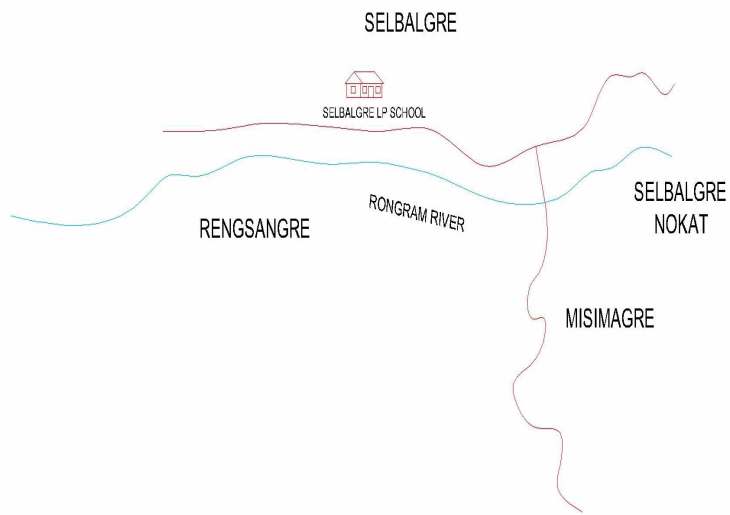 SELBALGRE
SELBALGRE LP SCHOOL
RONGRAM RIVER
RENGSANGRE
SELBALGRE
NOKAT
MISIMAGRE